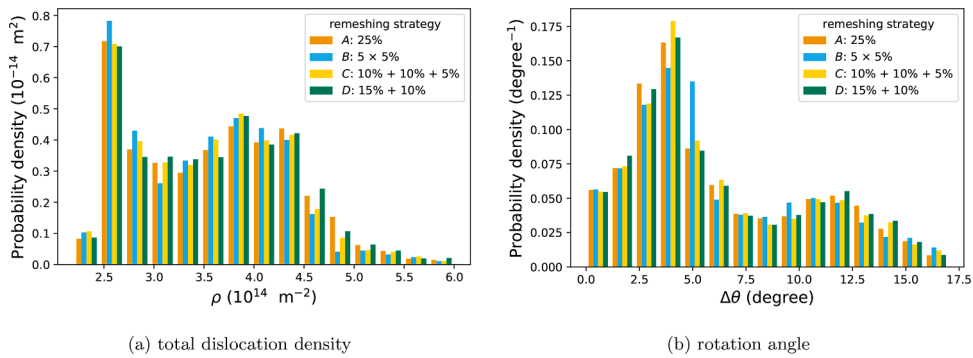 Probability density (10⁻¹⁴ m²)
0.8
0.7
0.6
0.5
0.4
0.3
0.2
0.1
0.0
remeshing strategy
A: 25%
B: 5 × 5%
C: 10% + 10% + 5%
D: 15% + 10%
2.5 3.0 3.5 4.0 4.5 5.0 5.5 6.0
ρ (10¹⁴ m⁻²)
(a) total dislocation density
Probability density (degree⁻¹)
0.175
0.150
0.125
0.100
0.075
0.050
0.025
0.000
remeshing strategy
A: 25%
B: 5 × 5%
C: 10% + 10% + 5%
D: 15% + 10%
0.0 2.5 5.0 7.5 10.0 12.5 15.0 17.5
Δθ (degree)
(b) rotation angle